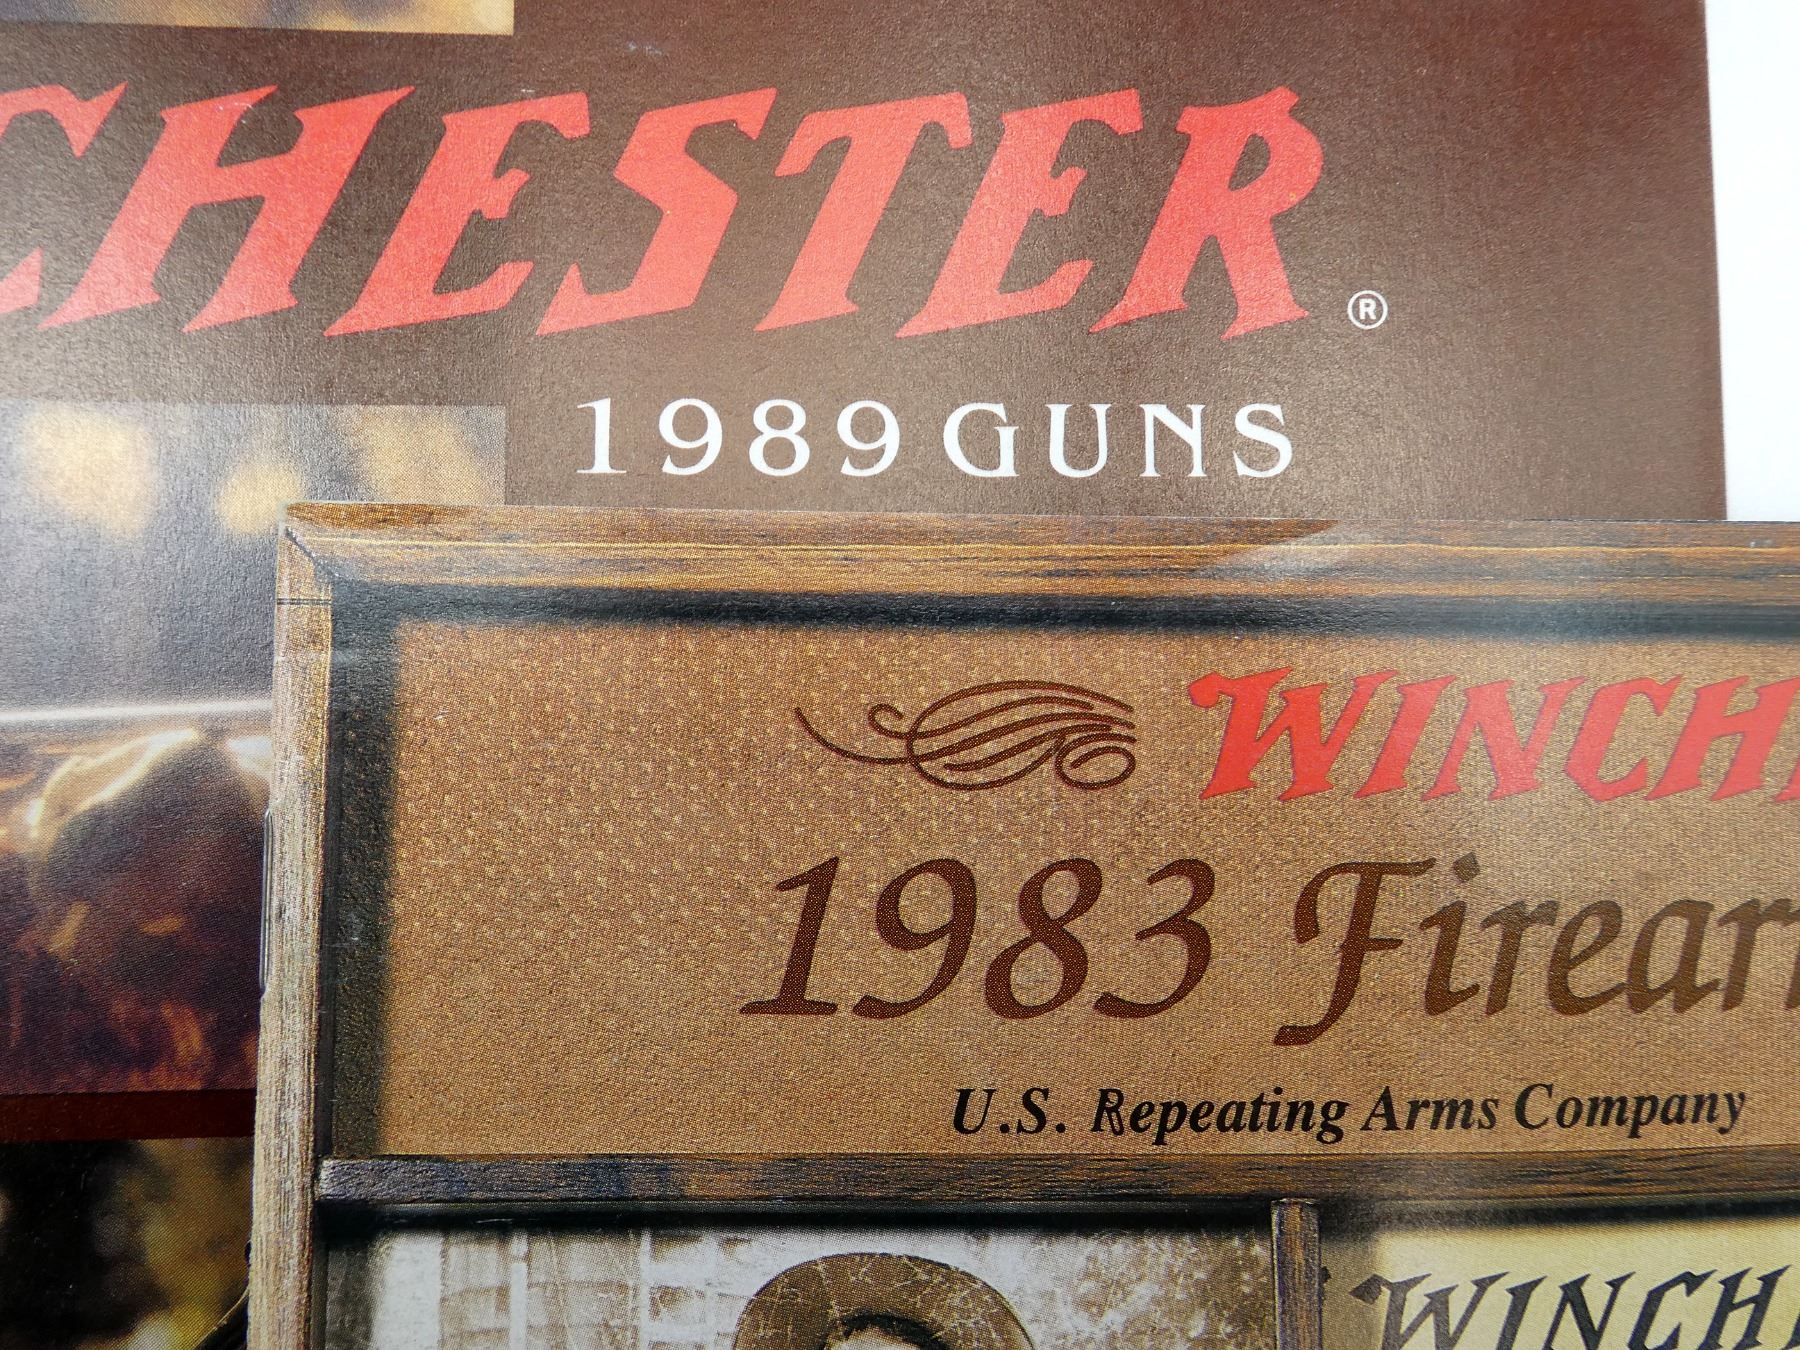 CHESTER®
1989 GUNS
WINCH
1983 Firear
U.S. Repeating Arms Company
WINCH